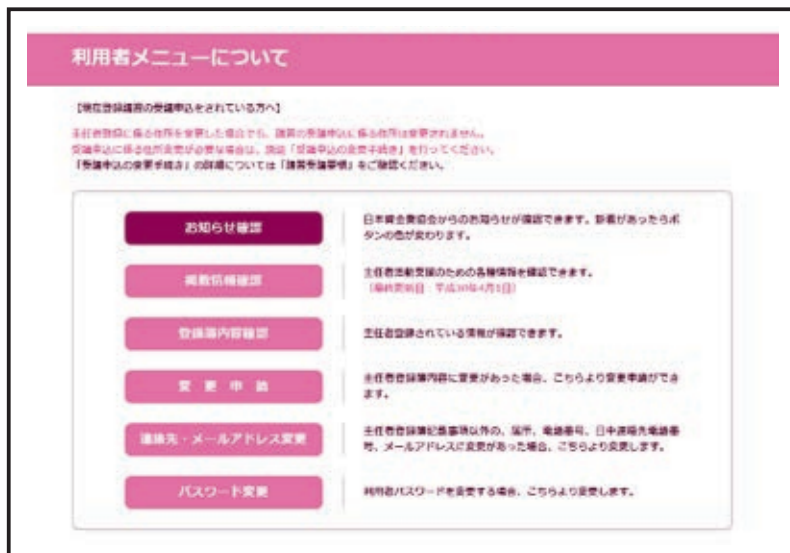 利用者メニューについて
【現在登録講習の受講申込をされている方へ】
主任者登録に係る住所を変更した場合でも、講習の受講申込に係る住所は変更されません。
受講申込に係る住所変更が必要な場合は、別途「受講申込の変更手続き」を行ってください。
「受講申込の変更手続き」の詳細については「講習受講要領」をご確認ください。
お知らせ確認
日本貸金業協会からのお知らせが確認できます。新着があったらボ
タンの色が変わります。
掲載情報確認
主任者活動支援のための各種情報を確認できます。
（最終更新日：平成30年4月1日）
登録簿内容確認
主任者登録されている情報が確認できます。
変 更 申 請
主任者登録簿内容に変更があった場合、こちらより変更申請ができ
ます。
連絡先・メールアドレス変更
主任者登録簿記載事項以外の、居所、電話番号、日中連絡先電話番
号、メールアドレスに変更があった場合、こちらより変更します。
パスワード変更
利用者パスワードを変更する場合、こちらより変更します。